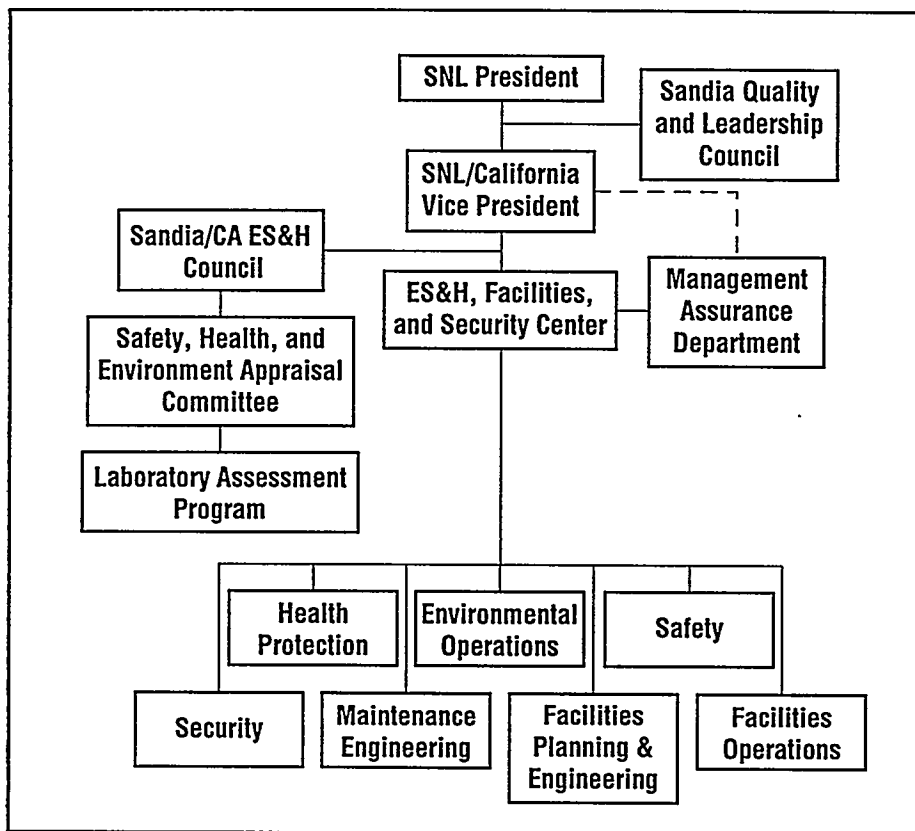 SNL President
Sandia Quality
and Leadership
Council
SNL/California
Vice President
Sandia/CA ES&H
Council
ES&H, Facilities,
and Security Center
Management
Assurance
Department
Safety, Health, and
Environment Appraisal
Committee
Laboratory Assessment
Program
Health
Protection
Environmental
Operations
Safety
Security
Maintenance
Engineering
Facilities
Planning &
Engineering
Facilities
Operations